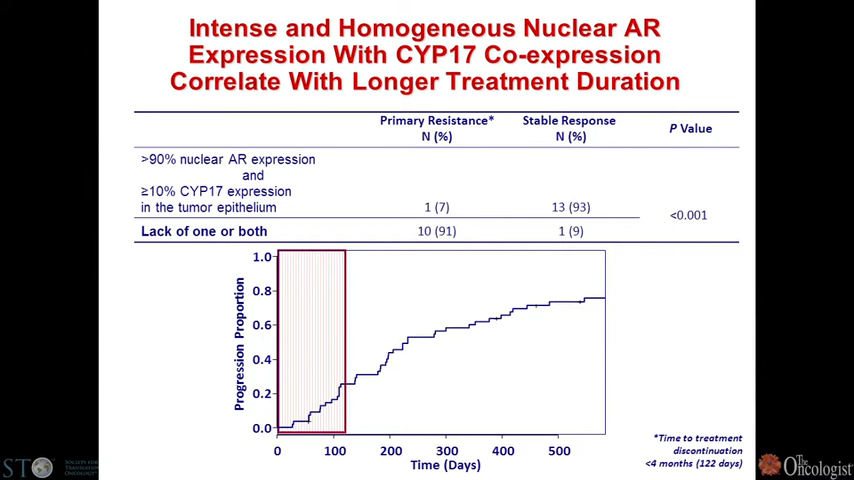 Intense and Homogeneous Nuclear AR
Expression With CYP17 Co-expression
Correlate With Longer Treatment Duration
Primary Resistance* Stable Response P Value
N (%) N (%)
>90% nuclear AR expression
and
≥10% CYP17 expression
in the tumor epithelium 1 (7) 13 (93)
<0.001
Lack of one or both 10 (91) 1 (9)
Progression Proportion
1.0
0.8
0.6
0.4
0.2
0.0
0 100 200 300 400 500
Time (Days)
*Time to treatment
discontinuation
<4 months (122 days)
STO
SOCIETY FOR
TRANSLATIONAL
ONCOLOGY
The
Oncologist